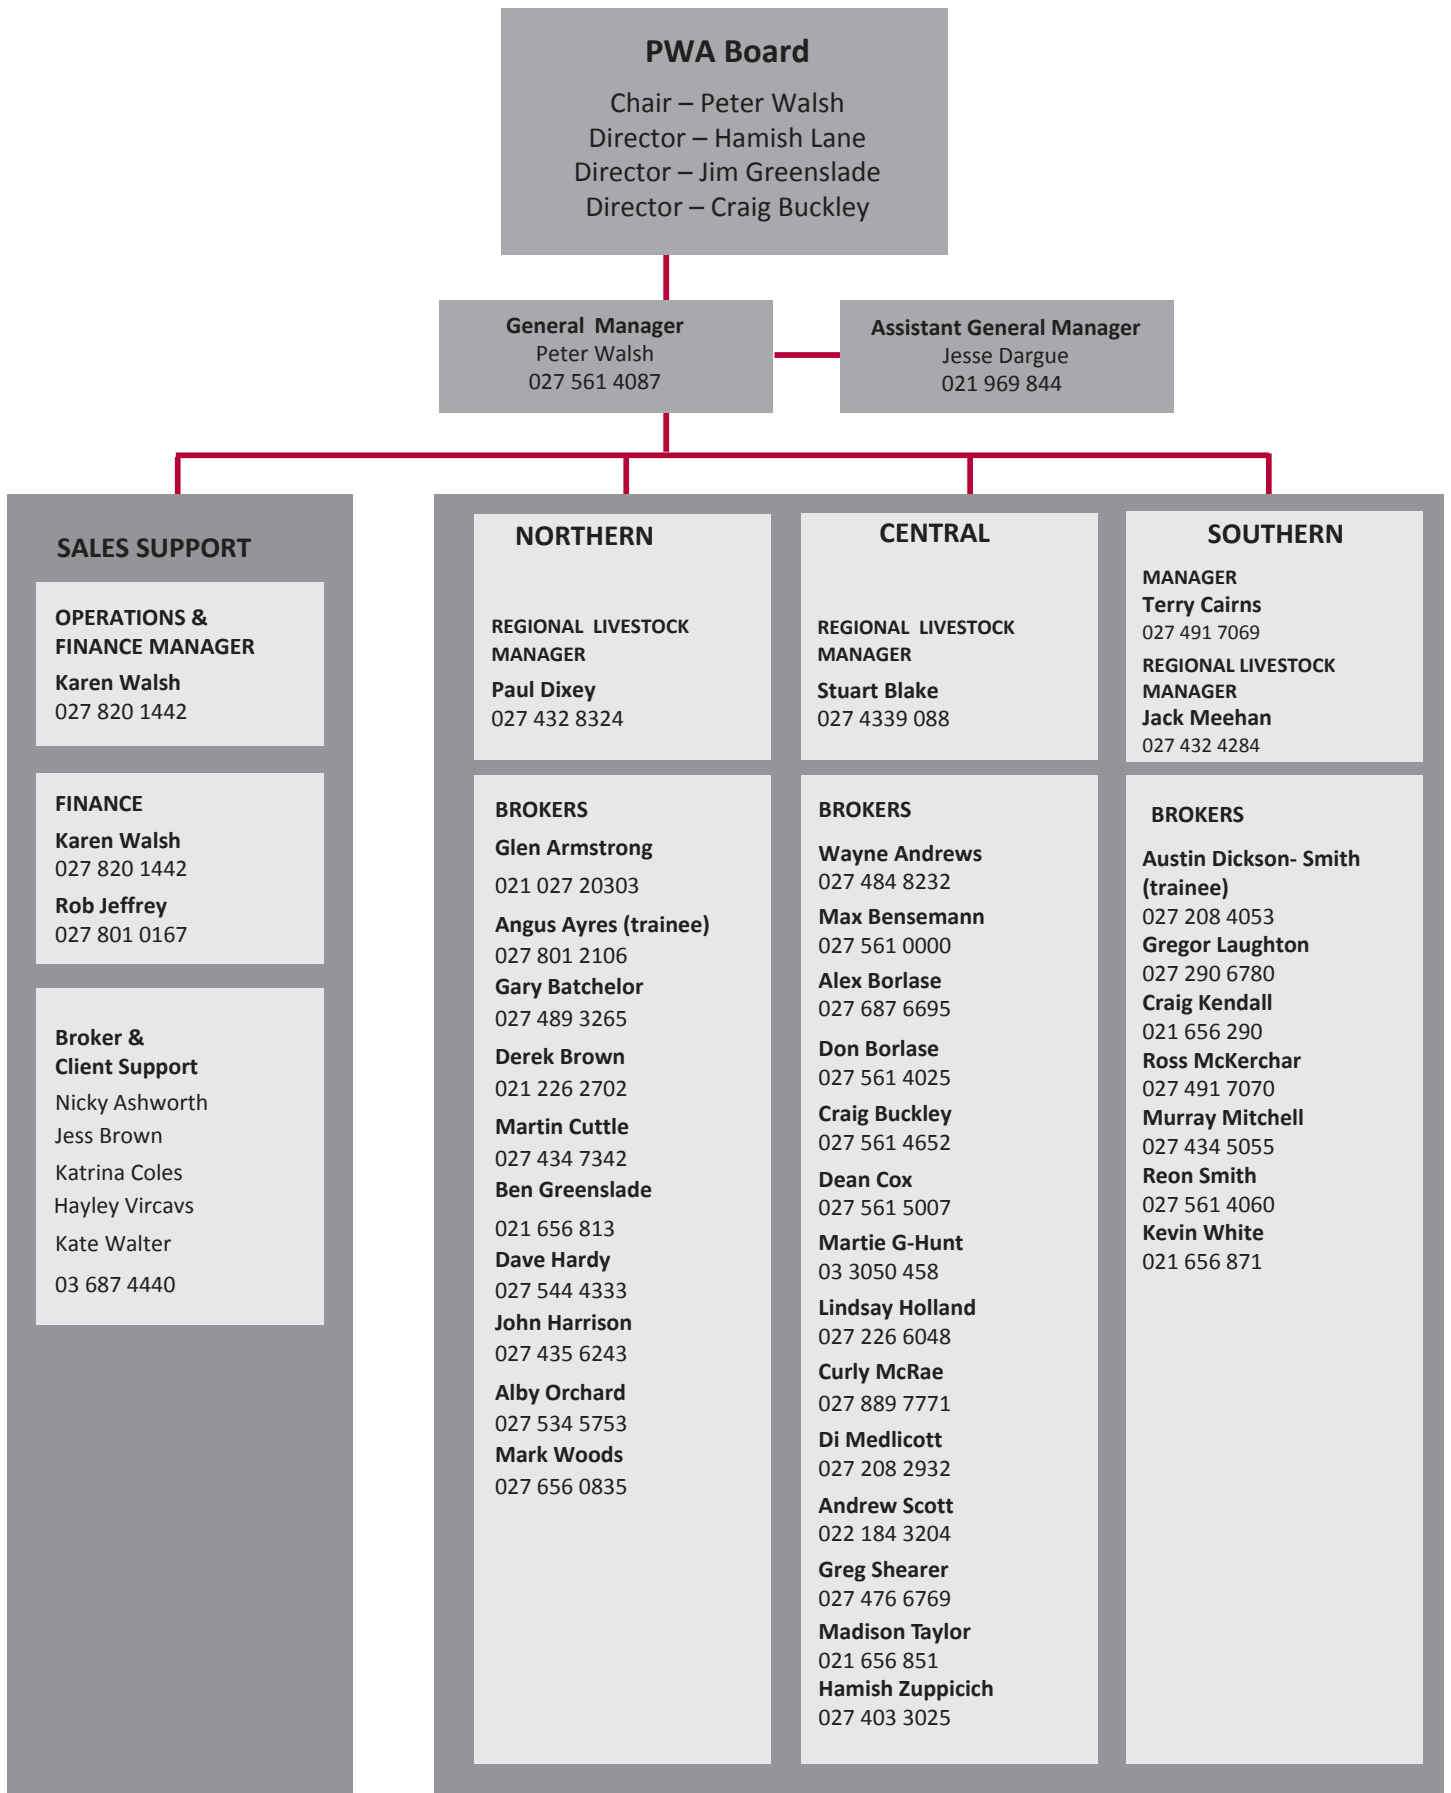 PWA Board
Chair – Peter Walsh
Director – Hamish Lane
Director – Jim Greenslade
Director – Craig Buckley
General Manager
Peter Walsh
027 561 4087
Assistant General Manager
Jesse Dargue
021 969 844
SALES SUPPORT
OPERATIONS &
FINANCE MANAGER
Karen Walsh
027 820 1442
FINANCE
Karen Walsh
027 820 1442
Rob Jeffrey
027 801 0167
Broker &
Client Support
Nicky Ashworth
Jess Brown
Katrina Coles
Hayley Vircavs
Kate Walter
03 687 4440
NORTHERN
REGIONAL LIVESTOCK
MANAGER
Paul Dixey
027 432 8324
BROKERS
Glen Armstrong
021 027 20303
Angus Ayres (trainee)
027 801 2106
Gary Batchelor
027 489 3265
Derek Brown
021 226 2702
Martin Cuttle
027 434 7342
Ben Greenslade
021 656 813
Dave Hardy
027 544 4333
John Harrison
027 435 6243
Alby Orchard
027 534 5753
Mark Woods
027 656 0835
CENTRAL
REGIONAL LIVESTOCK
MANAGER
Stuart Blake
027 4339 088
BROKERS
Wayne Andrews
027 484 8232
Max Bensemann
027 561 0000
Alex Borlase
027 687 6695
Don Borlase
027 561 4025
Craig Buckley
027 561 4652
Dean Cox
027 561 5007
Martie G-Hunt
03 3050 458
Lindsay Holland
027 226 6048
Curly McRae
027 889 7771
Di Medlicott
027 208 2932
Andrew Scott
022 184 3204
Greg Shearer
027 476 6769
Madison Taylor
021 656 851
Hamish Zuppicich
027 403 3025
SOUTHERN
MANAGER
Terry Cairns
027 491 7069
REGIONAL LIVESTOCK
MANAGER
Jack Meehan
027 432 4284
BROKERS
Austin Dickson- Smith
(trainee)
027 208 4053
Gregor Laughton
027 290 6780
Craig Kendall
021 656 290
Ross McKerchar
027 491 7070
Murray Mitchell
027 434 5055
Reon Smith
027 561 4060
Kevin White
021 656 871